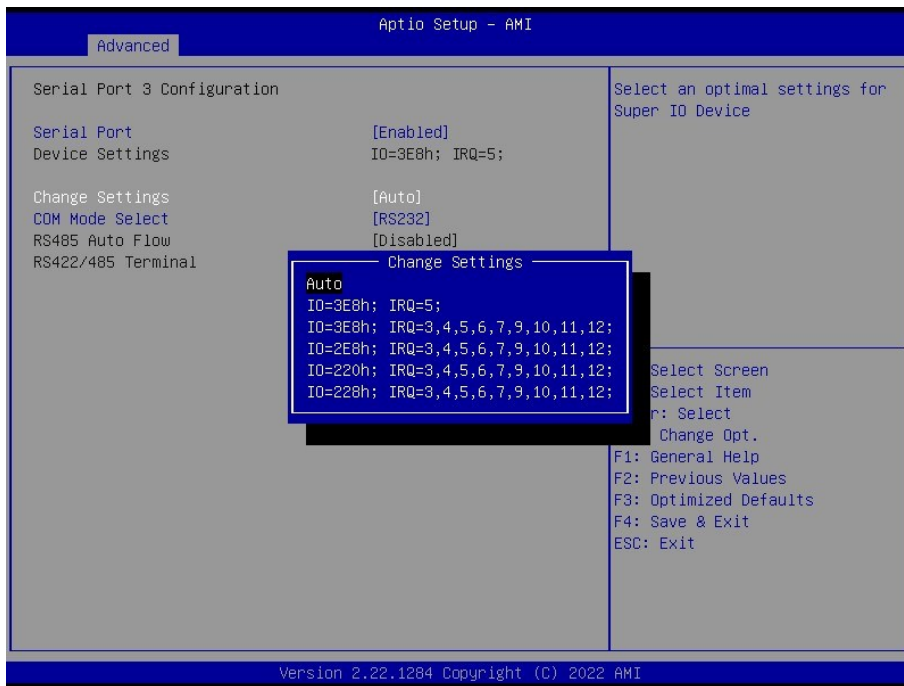 Aptio Setup – AMI
Advanced
Serial Port 3 Configuration
Serial Port [Enabled]
Device Settings IO=3E8h; IRQ=5;
Change Settings [Auto]
COM Mode Select [RS232]
RS485 Auto Flow [Disabled]
RS422/485 Terminal
Change Settings
Auto
IO=3E8h; IRQ=5;
IO=3E8h; IRQ=3,4,5,6,7,9,10,11,12;
IO=2E8h; IRQ=3,4,5,6,7,9,10,11,12;
IO=220h; IRQ=3,4,5,6,7,9,10,11,12;
IO=228h; IRQ=3,4,5,6,7,9,10,11,12;
Select an optimal settings for
Super IO Device
Select Screen
Select Item
r: Select
Change Opt.
F1: General Help
F2: Previous Values
F3: Optimized Defaults
F4: Save & Exit
ESC: Exit
Version 2.22.1284 Copyright (C) 2022 AMI